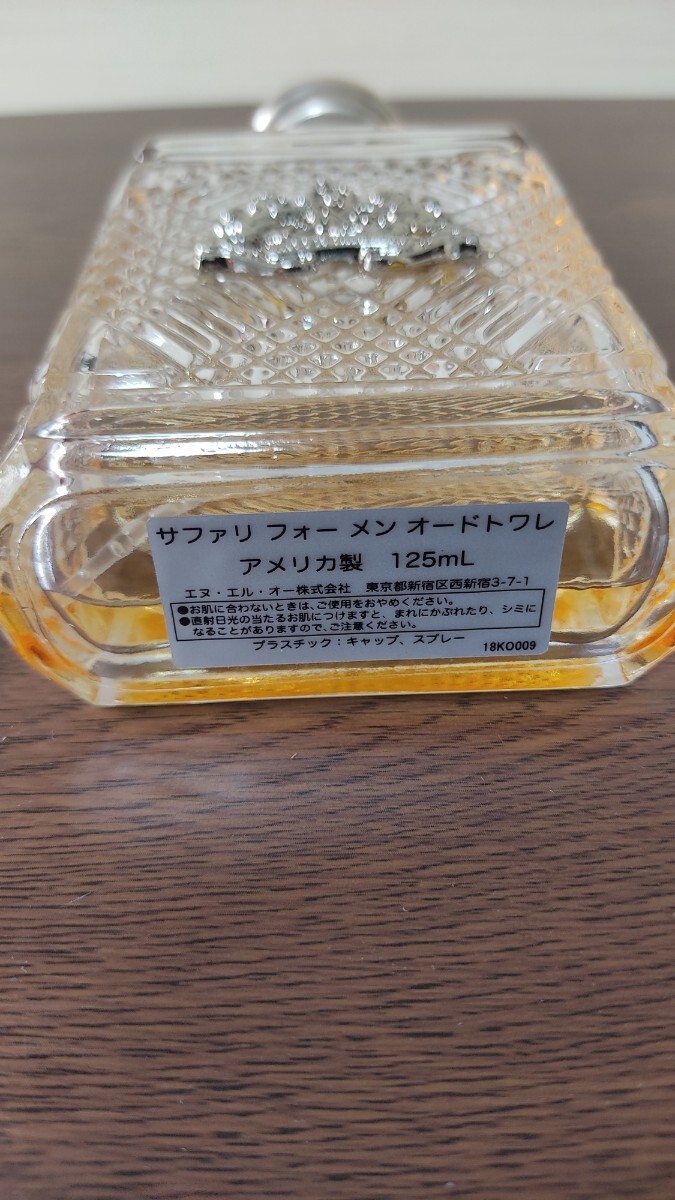 サファリ フォー メン オードトワレ
アメリカ製 125mL
エヌ・エル・オー株式会社 東京都新宿区西新宿3-7-1
●お肌に合わないときは、ご使用をおやめください。
●直射日光の当たるお肌につけますと、まれにかぶれたり、シミに
なることがありますので、ご注意ください。
プラスチック：キャップ、スプレー 18KO009